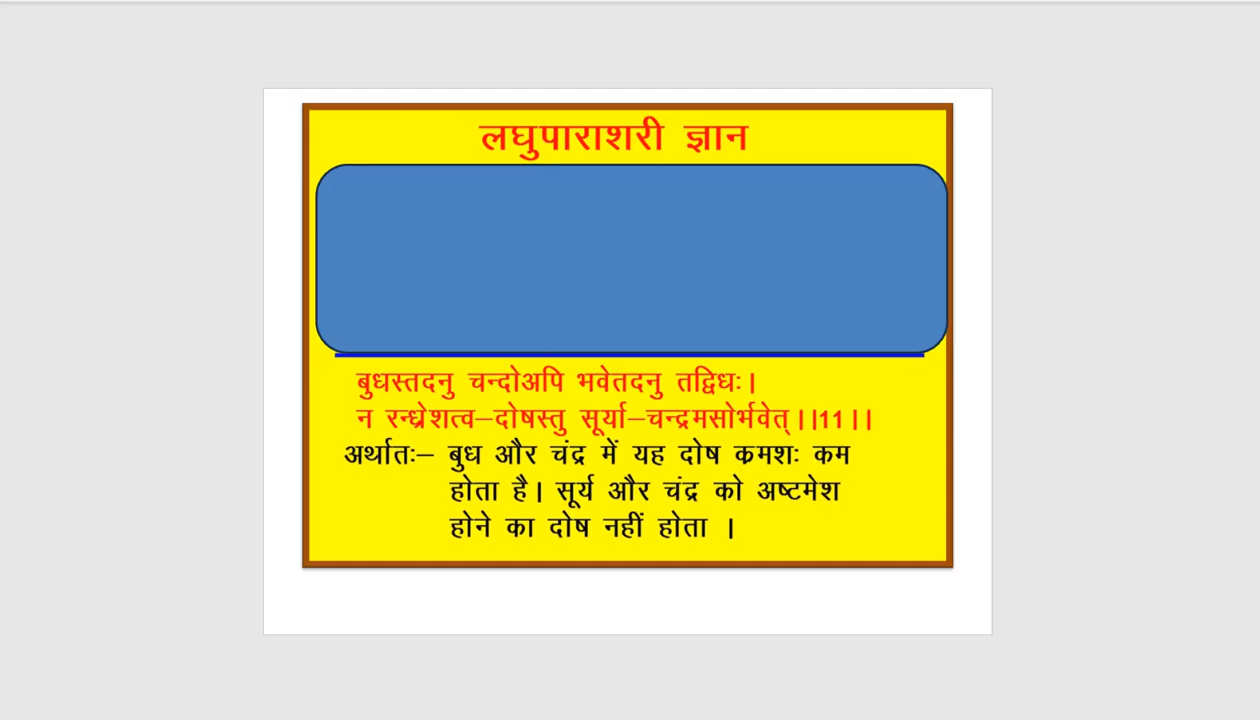 लघुपाराशरी ज्ञान
बुधस्तदनु चन्दोअपि भवेतदनु तद्विधः।
न रन्ध्रेशत्व–दोषस्तु सूर्या–चन्द्रमसोर्भवेत्।।11।।
अर्थातः– बुध और चंद्र में यह दोष कमशः कम
होता है। सूर्य और चंद्र को अष्टमेश
होने का दोष नहीं होता ।